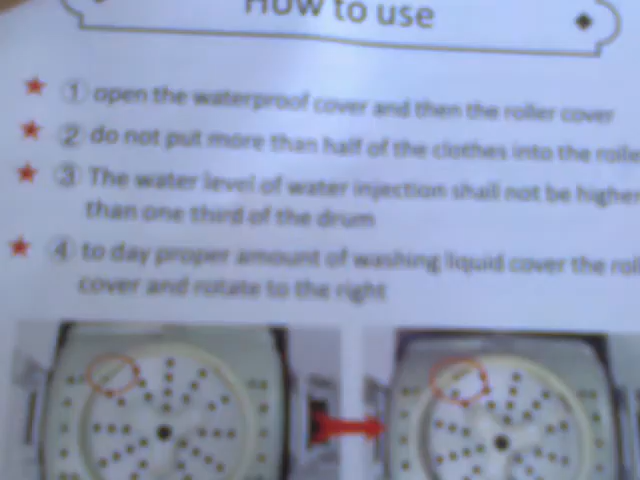 How to use
① open the waterproof cover and then the roller cover
② do not put more than half of the clothes into the roller
③ The water level of water injection shall not be higher
than one third of the drum
④ to day proper amount of washing liquid cover the
cover and rotate to the right